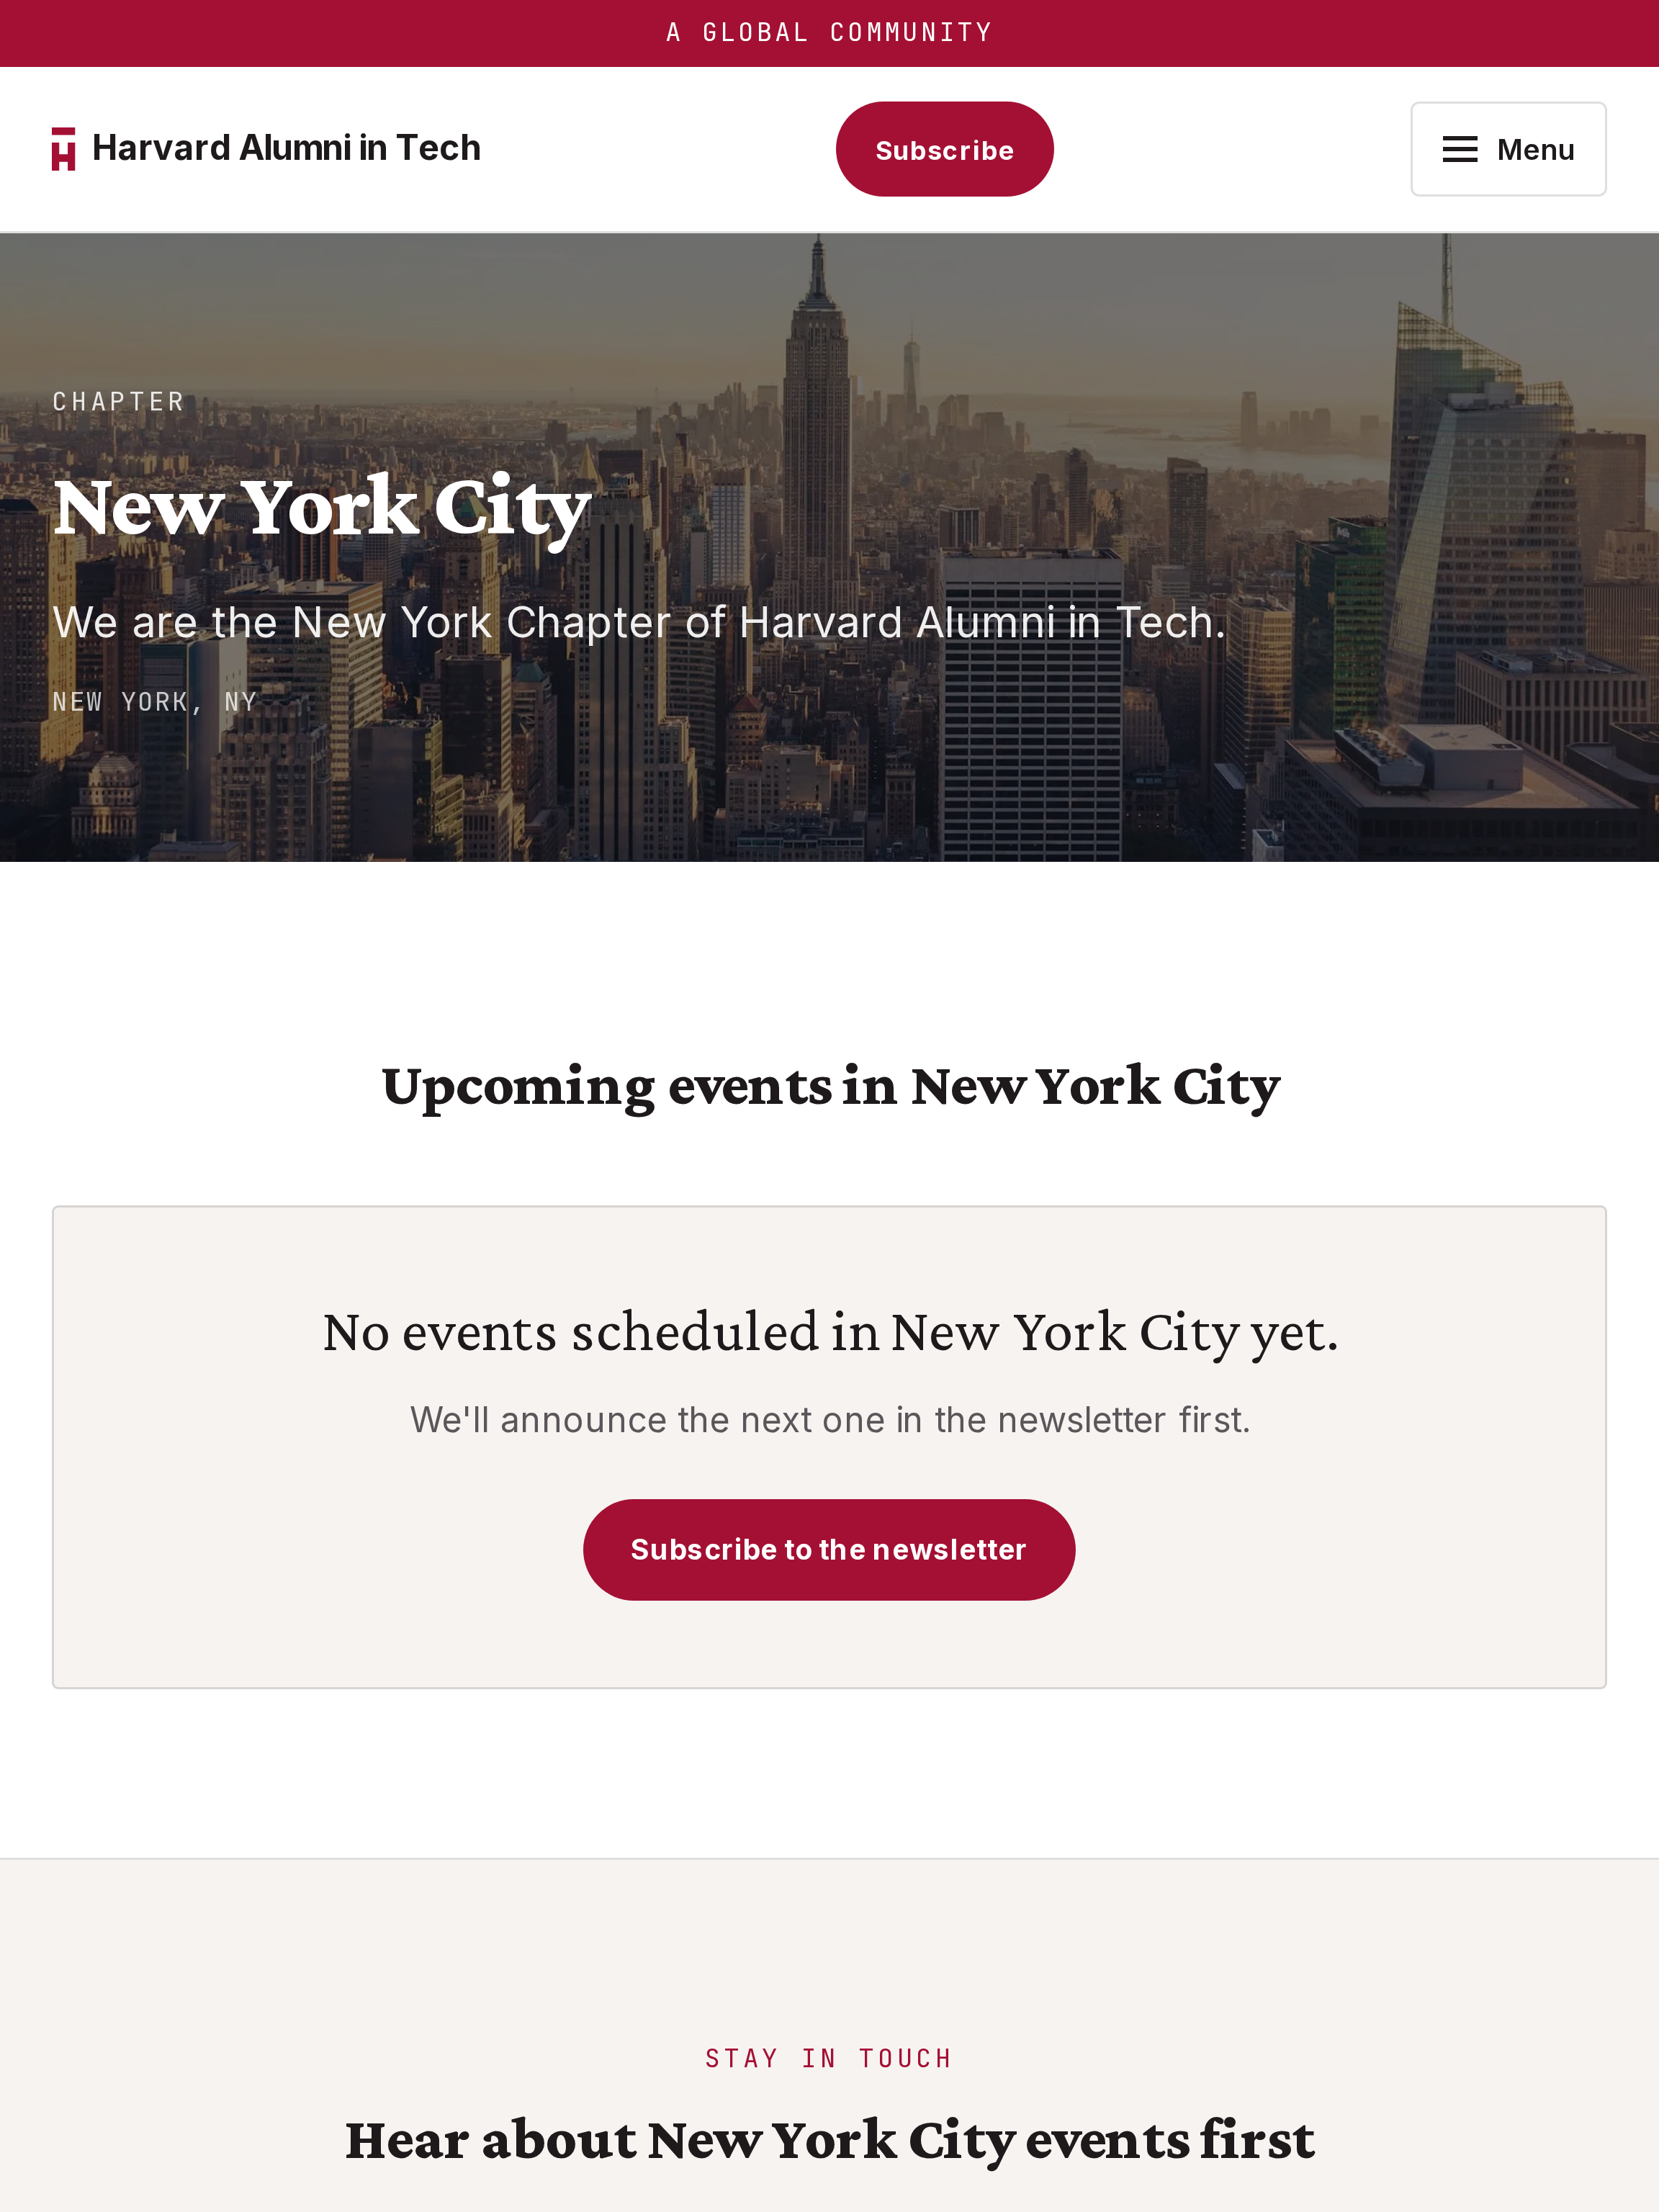 A GLOBAL COMMUNITY
Harvard Alumni in Tech
Subscribe
Menu
CHAPTER
New York City
We are the New York Chapter of Harvard Alumni in Tech.
NEW YORK, NY
Upcoming events in New York City
No events scheduled in New York City yet.
We'll announce the next one in the newsletter first.
Subscribe to the newsletter
STAY IN TOUCH
Hear about New York City events first